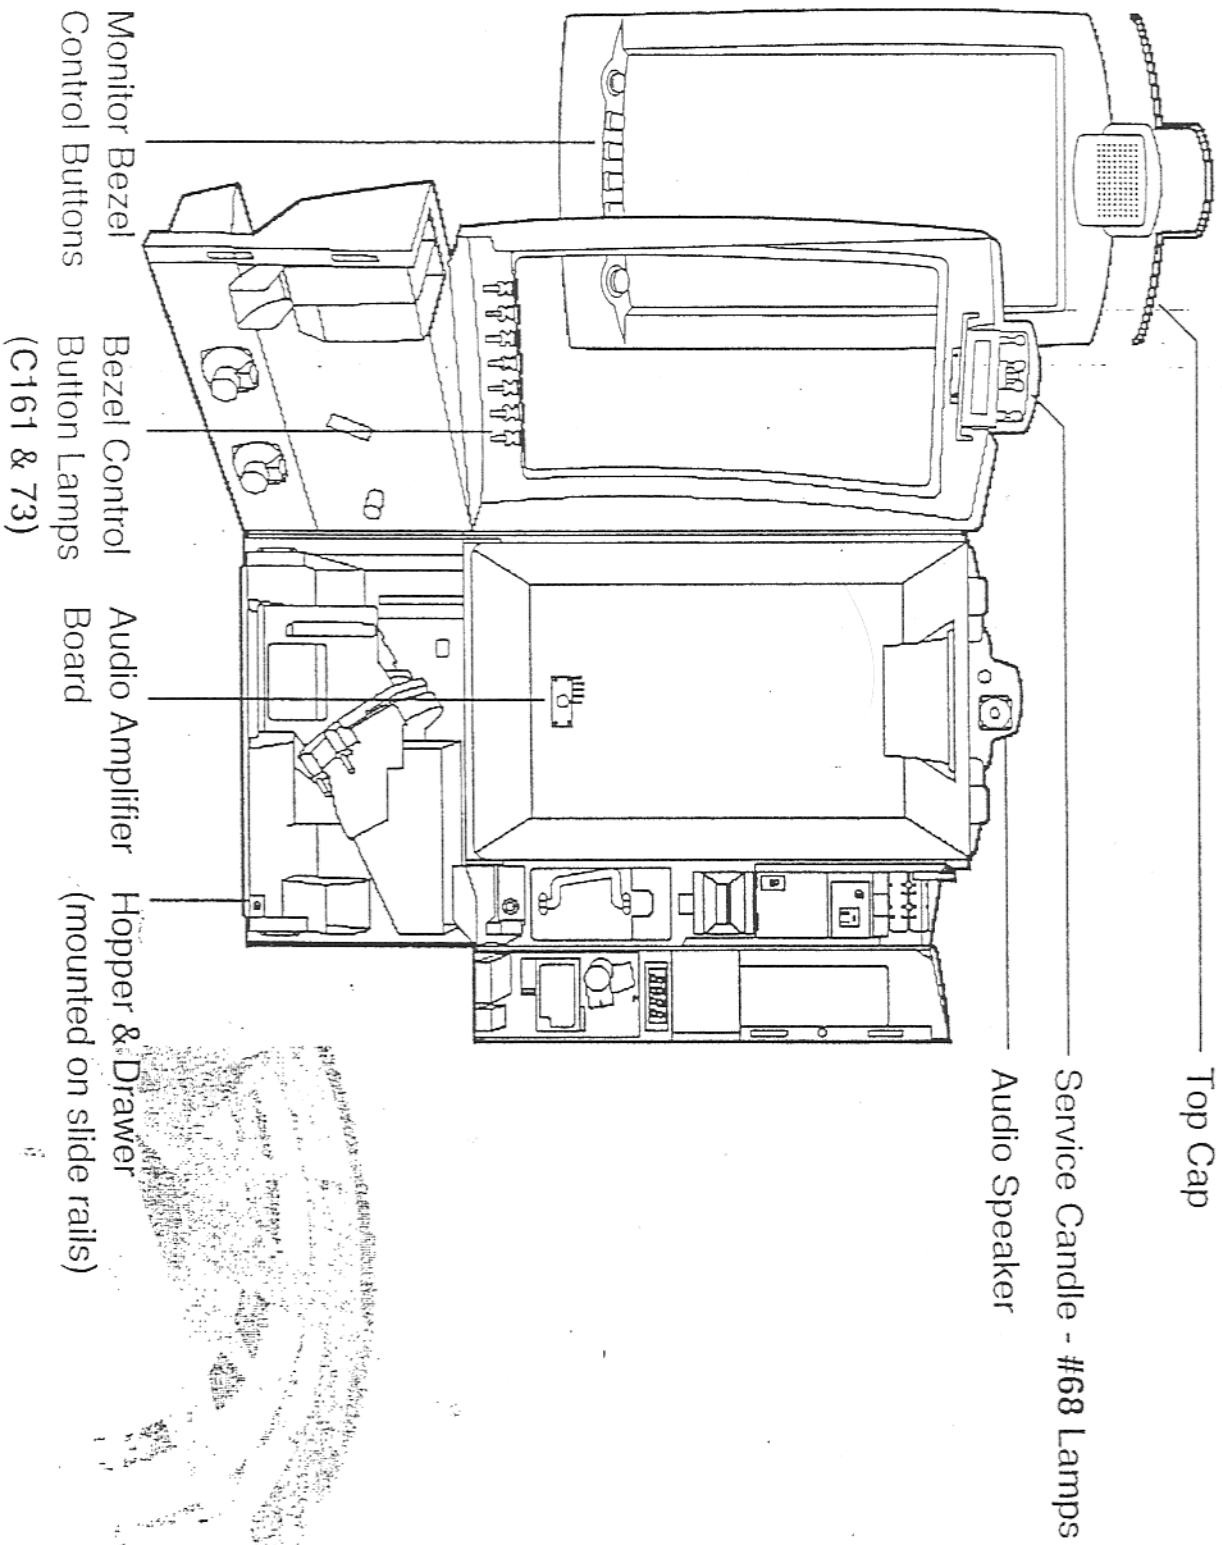 Top Cap
Service Candle - #68 Lamps
Audio Speaker
Monitor Bezel
Control Buttons
Bezel Control
Button Lamps
(C161 & 73)
Audio Amplifier
Board
Hopper & Drawer
(mounted on slide rails)